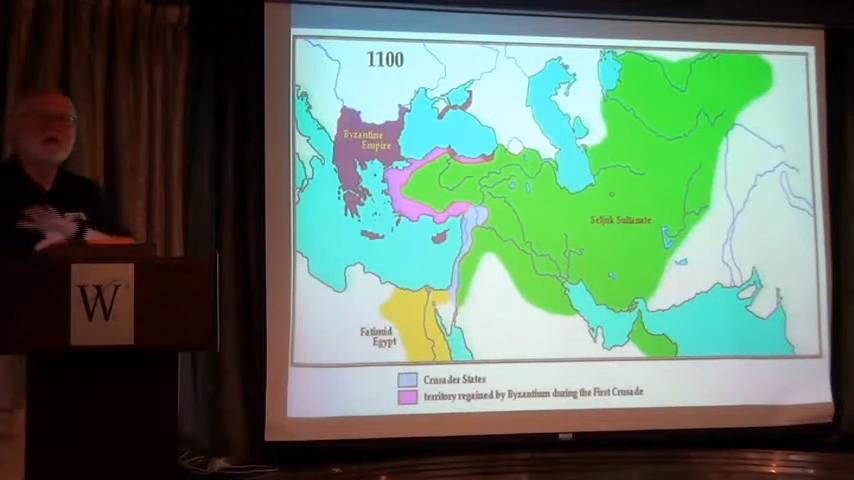 1100
Byzantine
Empire
Seljuk Sultanate
Fatimid
Egypt
Crusader States
territory regained by Byzantium during the First Crusade
W